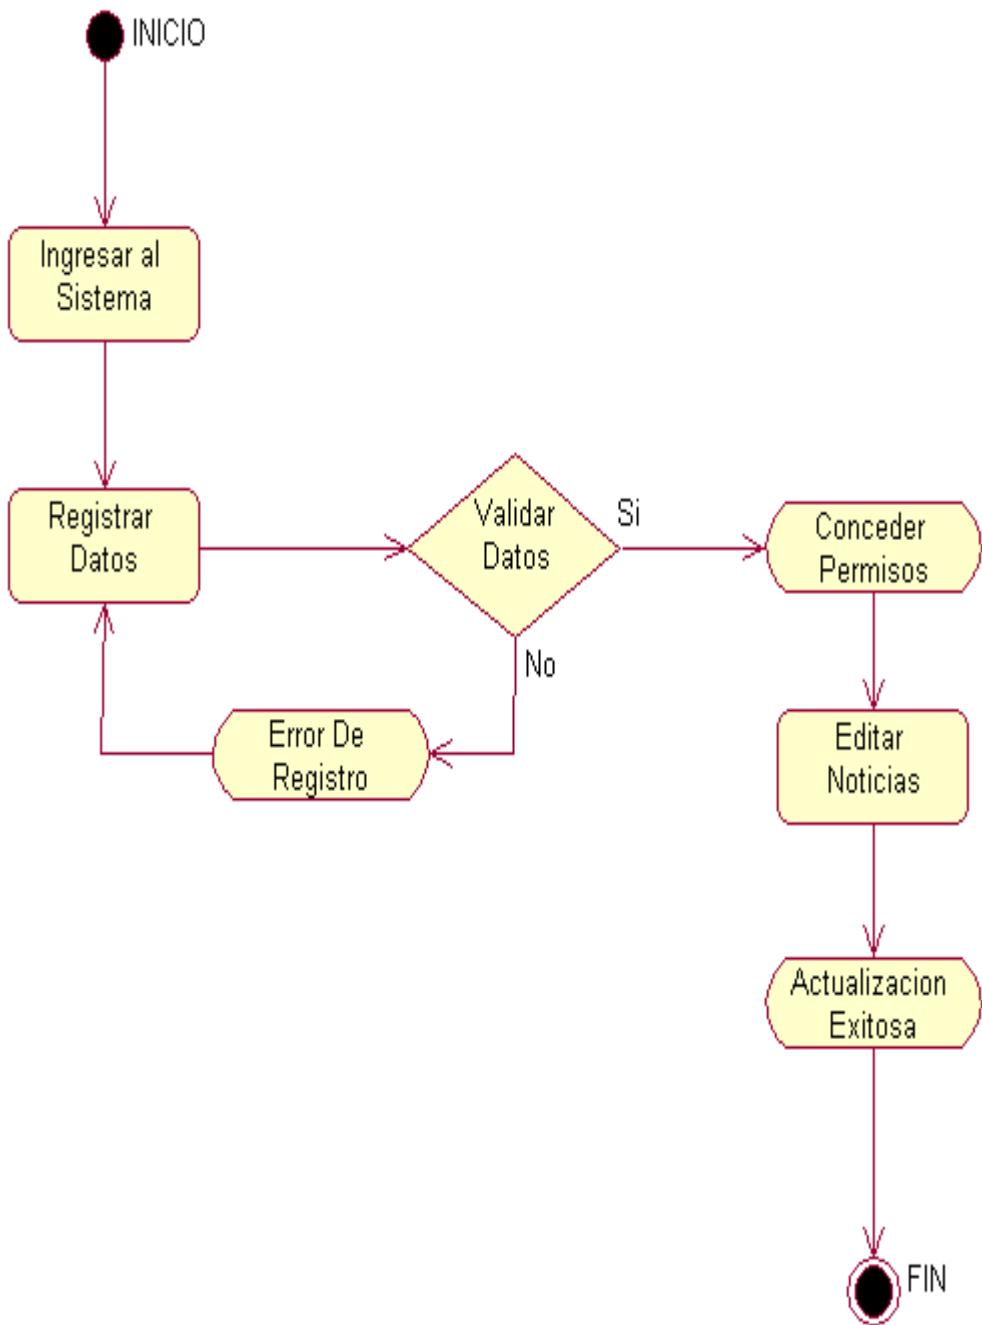 INICIO
Ingresar al
Sistema
Registrar
Datos
Validar
Datos
Si
Conceder
Permisos
No
Error De
Registro
Editar
Noticias
Actualizacion
Exitosa
FIN